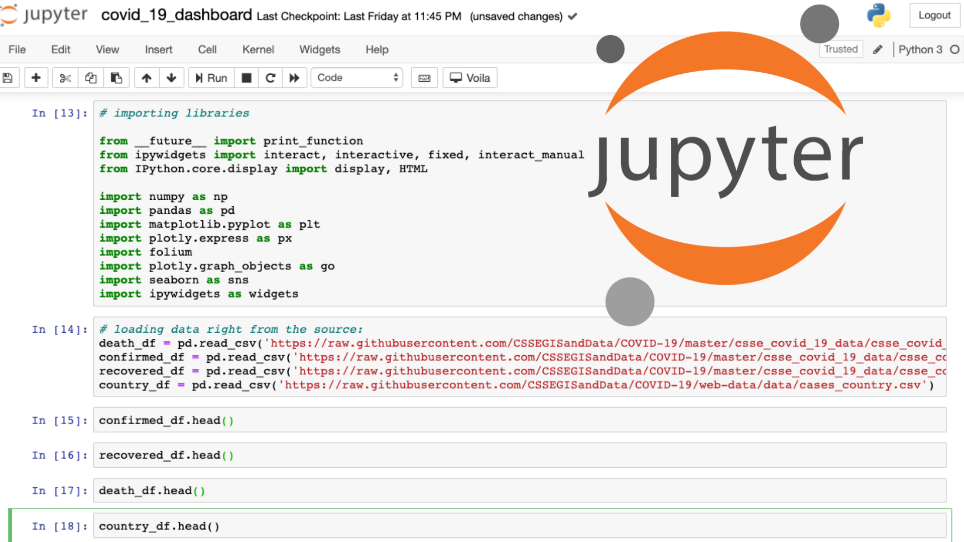 jupyter covid_19_dashboard Last Checkpoint: Last Friday at 11:45 PM (unsaved changes)
Logout
File Edit View Insert Cell Kernel Widgets Help
Trusted
Python 3
Run
Code
Voila
In [13]: # importing libraries
from __future__ import print_function
from ipywidgets import interact, interactive, fixed, interact_manual
from IPython.core.display import display, HTML
import numpy as np
import pandas as pd
import matplotlib.pyplot as plt
import plotly.express as px
import folium
import plotly.graph_objects as go
import seaborn as sns
import ipywidgets as widgets
jupyter
In [14]: # loading data right from the source:
death_df = pd.read_csv('https://raw.githubusercontent.com/CSSEGISandData/COVID-19/master/csse_covid_19_data/csse_covid_
confirmed_df = pd.read_csv('https://raw.githubusercontent.com/CSSEGISandData/COVID-19/master/csse_covid_19_data/csse_co
recovered_df = pd.read_csv('https://raw.githubusercontent.com/CSSEGISandData/COVID-19/master/csse_covid_19_data/csse_co
country_df = pd.read_csv('https://raw.githubusercontent.com/CSSEGISandData/COVID-19/web-data/data/cases_country.csv')
In [15]: confirmed_df.head()
In [16]: recovered_df.head()
In [17]: death_df.head()
In [18]: country_df.head()